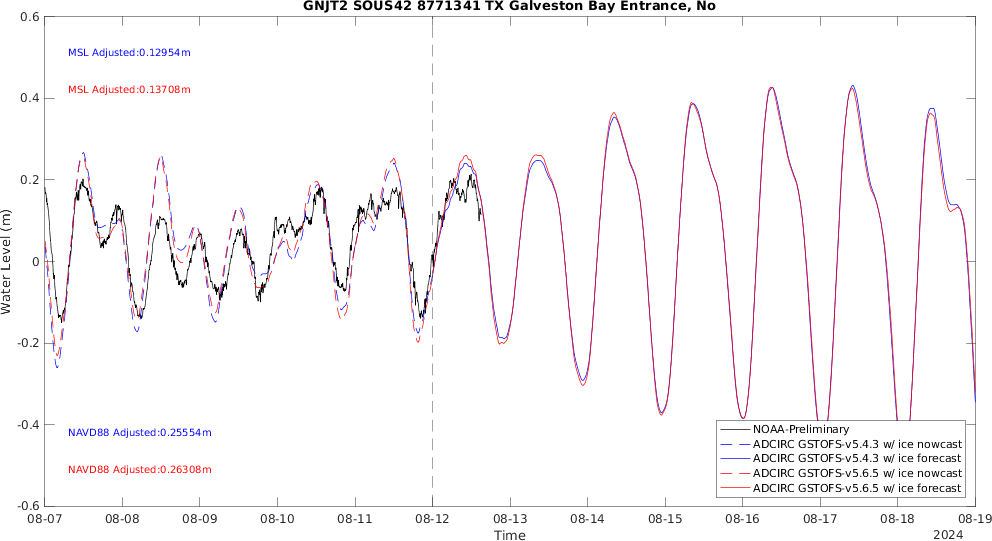 GNJT2 SOUS42 8771341 TX Galveston Bay Entrance, No
0.6
MSL Adjusted:0.12954m
MSL Adjusted:0.13708m
0.4
0.2
0
-0.2
-0.4
-0.6
Water Level (m)
NAVD88 Adjusted:0.25554m
NAVD88 Adjusted:0.26308m
NOAA-Preliminary
ADCIRC GSTOFS-v5.4.3 w/ ice nowcast
ADCIRC GSTOFS-v5.4.3 w/ ice forecast
ADCIRC GSTOFS-v5.6.5 w/ ice nowcast
ADCIRC GSTOFS-v5.6.5 w/ ice forecast
08-07 08-08 08-09 08-10 08-11 08-12 08-13 08-14 08-15 08-16 08-17 08-18 08-19
Time
2024